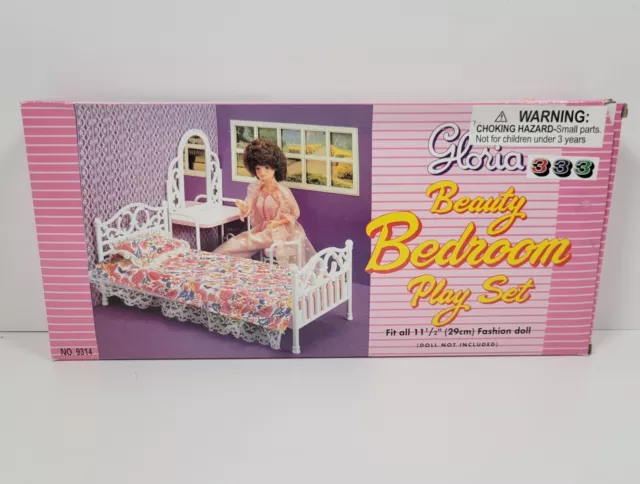 WARNING:
CHOKING HAZARD-Small parts.
Not for children under 3 years
Gloria
333
Beauty
Bedroom
Play Set
Fit all 11 1/2" (29cm) Fashion doll
(DOLL NOT INCLUDED)
NO. 9314